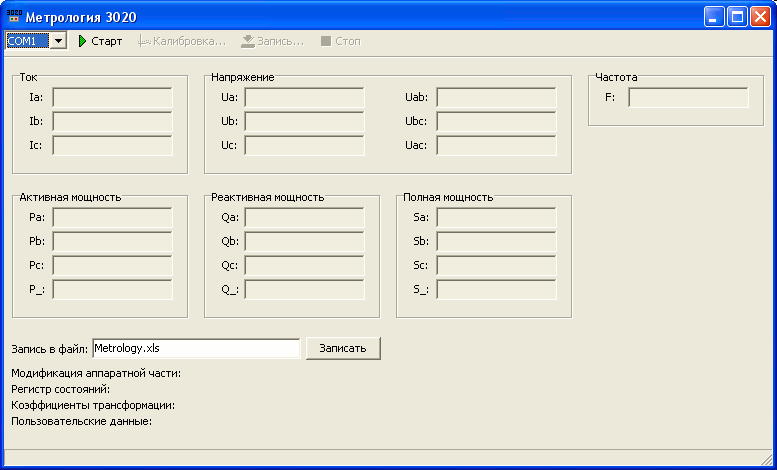 3020 Метрология 3020
COM1 Старт Калибровка... Запись... Стоп
Ток Напряжение Частота
Ia: Ua: Uab: F:
Ib: Ub: Ubc:
Ic: Uc: Uac:
Активная мощность Реактивная мощность Полная мощность
Pa: Qa: Sa:
Pb: Qb: Sb:
Pc: Qc: Sc:
P_: Q_: S_:
Запись в файл: Metrology.xls Записать
Модификация аппаратной части:
Регистр состояний:
Коэффициенты трансформации:
Пользовательские данные: